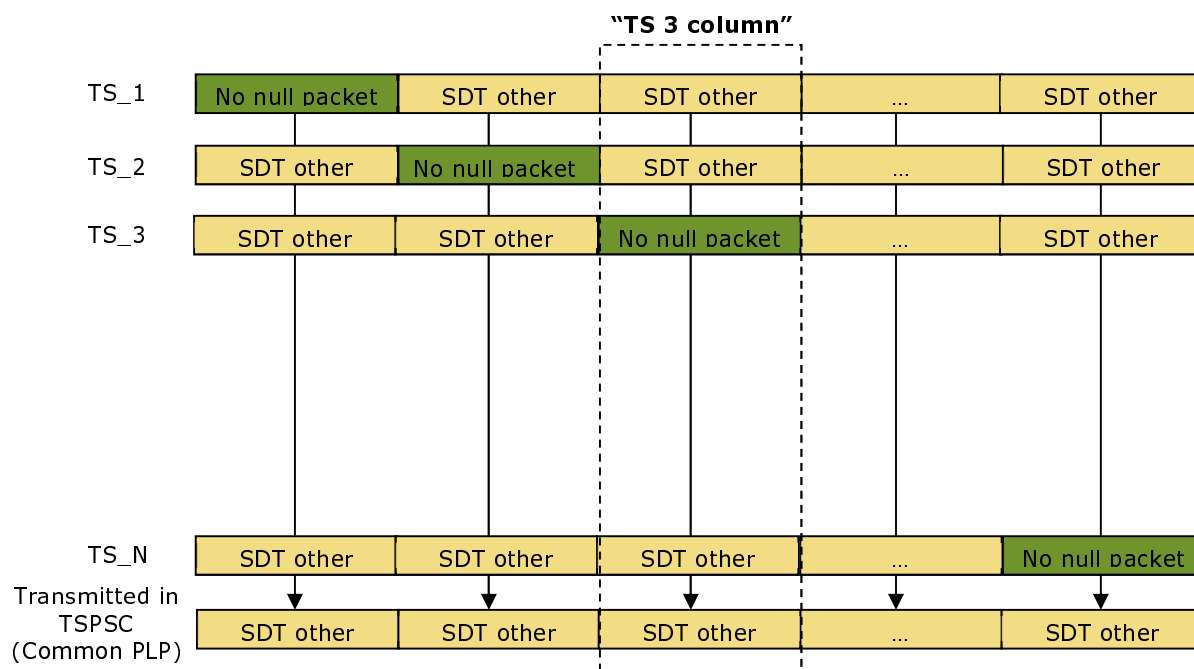 “TS 3 column”
TS_1 No null packet SDT other SDT other ... SDT other
TS_2 SDT other No null packet SDT other ... SDT other
TS_3 SDT other SDT other No null packet ... SDT other
TS_N SDT other SDT other SDT other ... No null packet
Transmitted in
TSPSC
(Common PLP)
SDT other SDT other SDT other ... SDT other